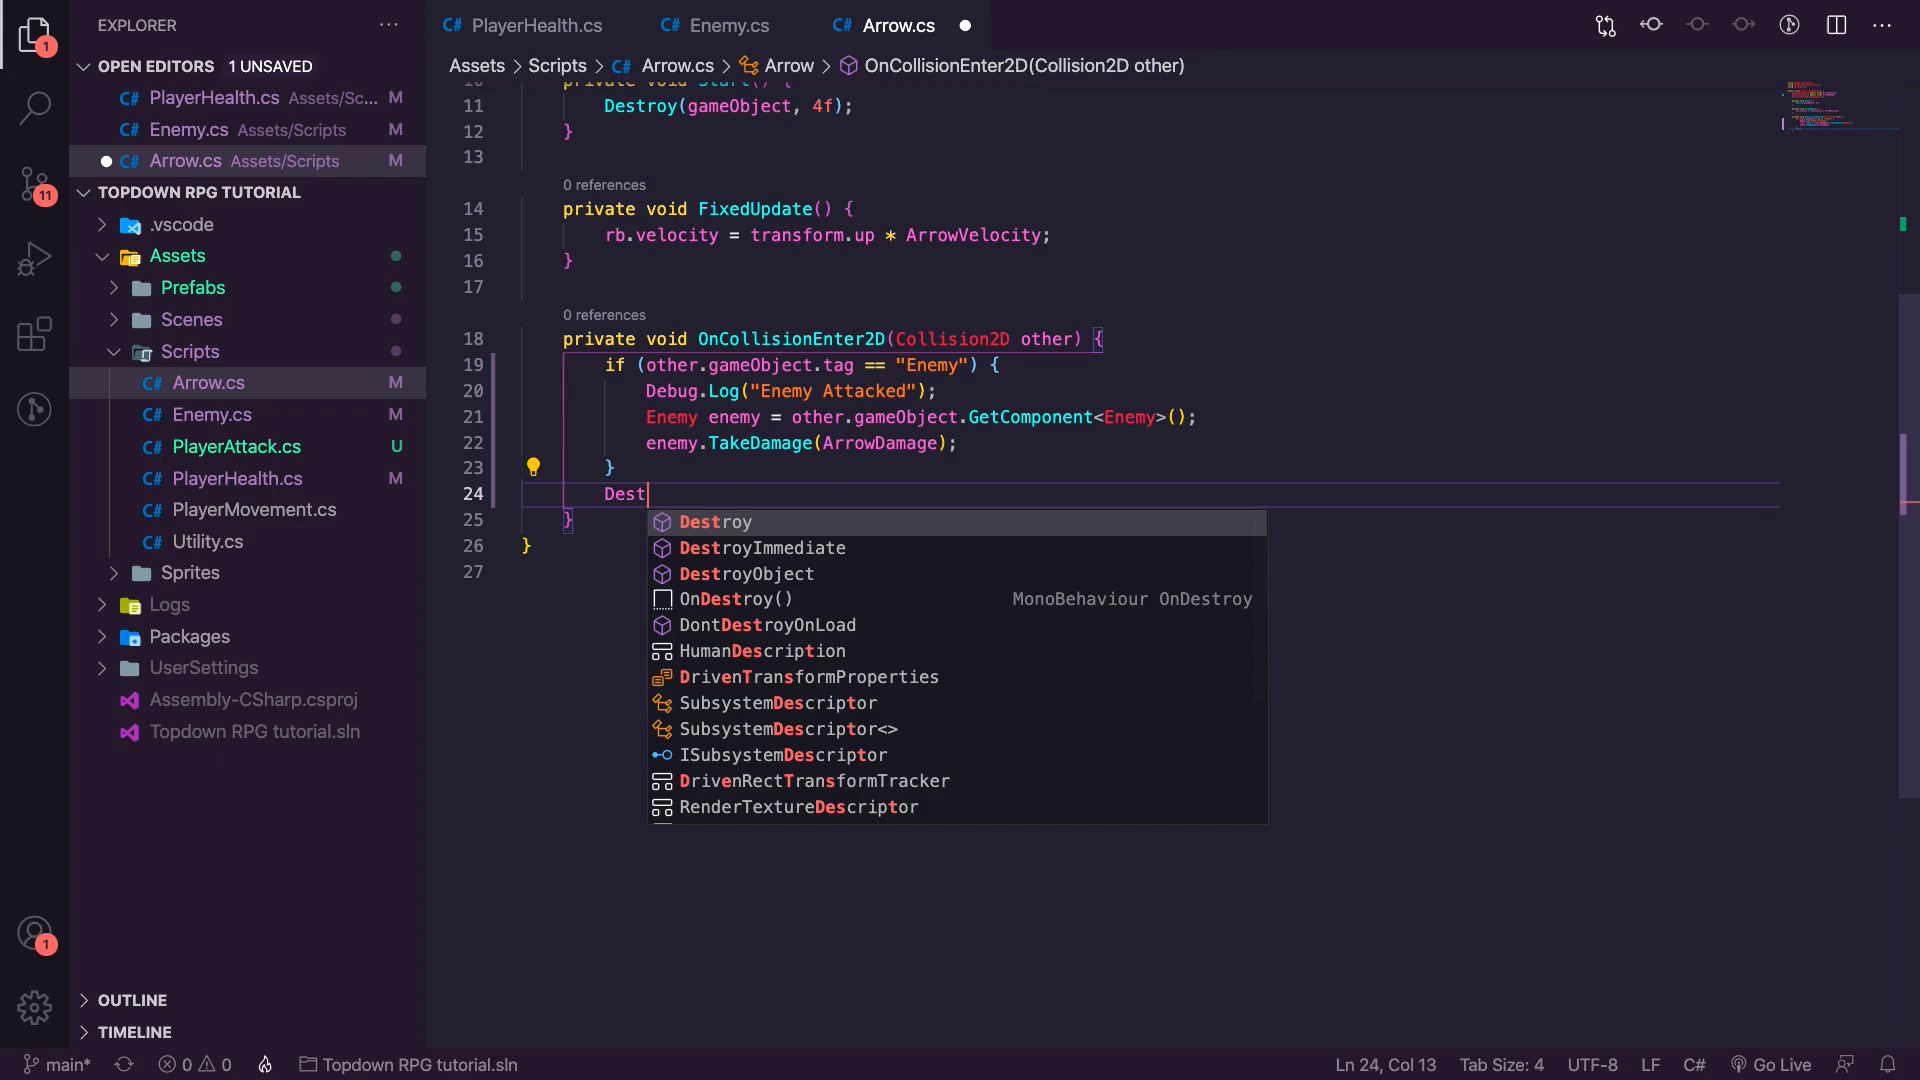 EXPLORER
PlayerHealth.cs
Enemy.cs
Arrow.cs
OPEN EDITORS 1 UNSAVED
PlayerHealth.cs Assets/Sc... M
Enemy.cs Assets/Scripts M
Arrow.cs Assets/Scripts M
TOPDOWN RPG TUTORIAL
.vscode
Assets
Prefabs
Scenes
Scripts
Arrow.cs M
Enemy.cs M
PlayerAttack.cs U
PlayerHealth.cs M
PlayerMovement.cs
Utility.cs
Sprites
Logs
Packages
UserSettings
Assembly-CSharp.csproj
Topdown RPG tutorial.sln
OUTLINE
TIMELINE
1
11
1
Assets > Scripts > Arrow.cs > Arrow > OnCollisionEnter2D(Collision2D other)
10 private void Start() {
11 Destroy(gameObject, 4f);
12 }
13
0 references
14 private void FixedUpdate() {
15 rb.velocity = transform.up * ArrowVelocity;
16 }
17
0 references
18 private void OnCollisionEnter2D(Collision2D other) {
19 if (other.gameObject.tag == "Enemy") {
20 Debug.Log("Enemy Attacked");
21 Enemy enemy = other.gameObject.GetComponent<Enemy>();
22 enemy.TakeDamage(ArrowDamage);
23 }
24 Dest
25 }
26 }
27
Destroy
DestroyImmediate
DestroyObject
OnDestroy() MonoBehaviour OnDestroy
DontDestroyOnLoad
HumanDescription
DrivenTransformProperties
SubsystemDescriptor
SubsystemDescriptor<>
ISubsystemDescriptor
DrivenRectTransformTracker
RenderTextureDescriptor
main* 0 0 Topdown RPG tutorial.sln
Ln 24, Col 13 Tab Size: 4 UTF-8 LF C# Go Live